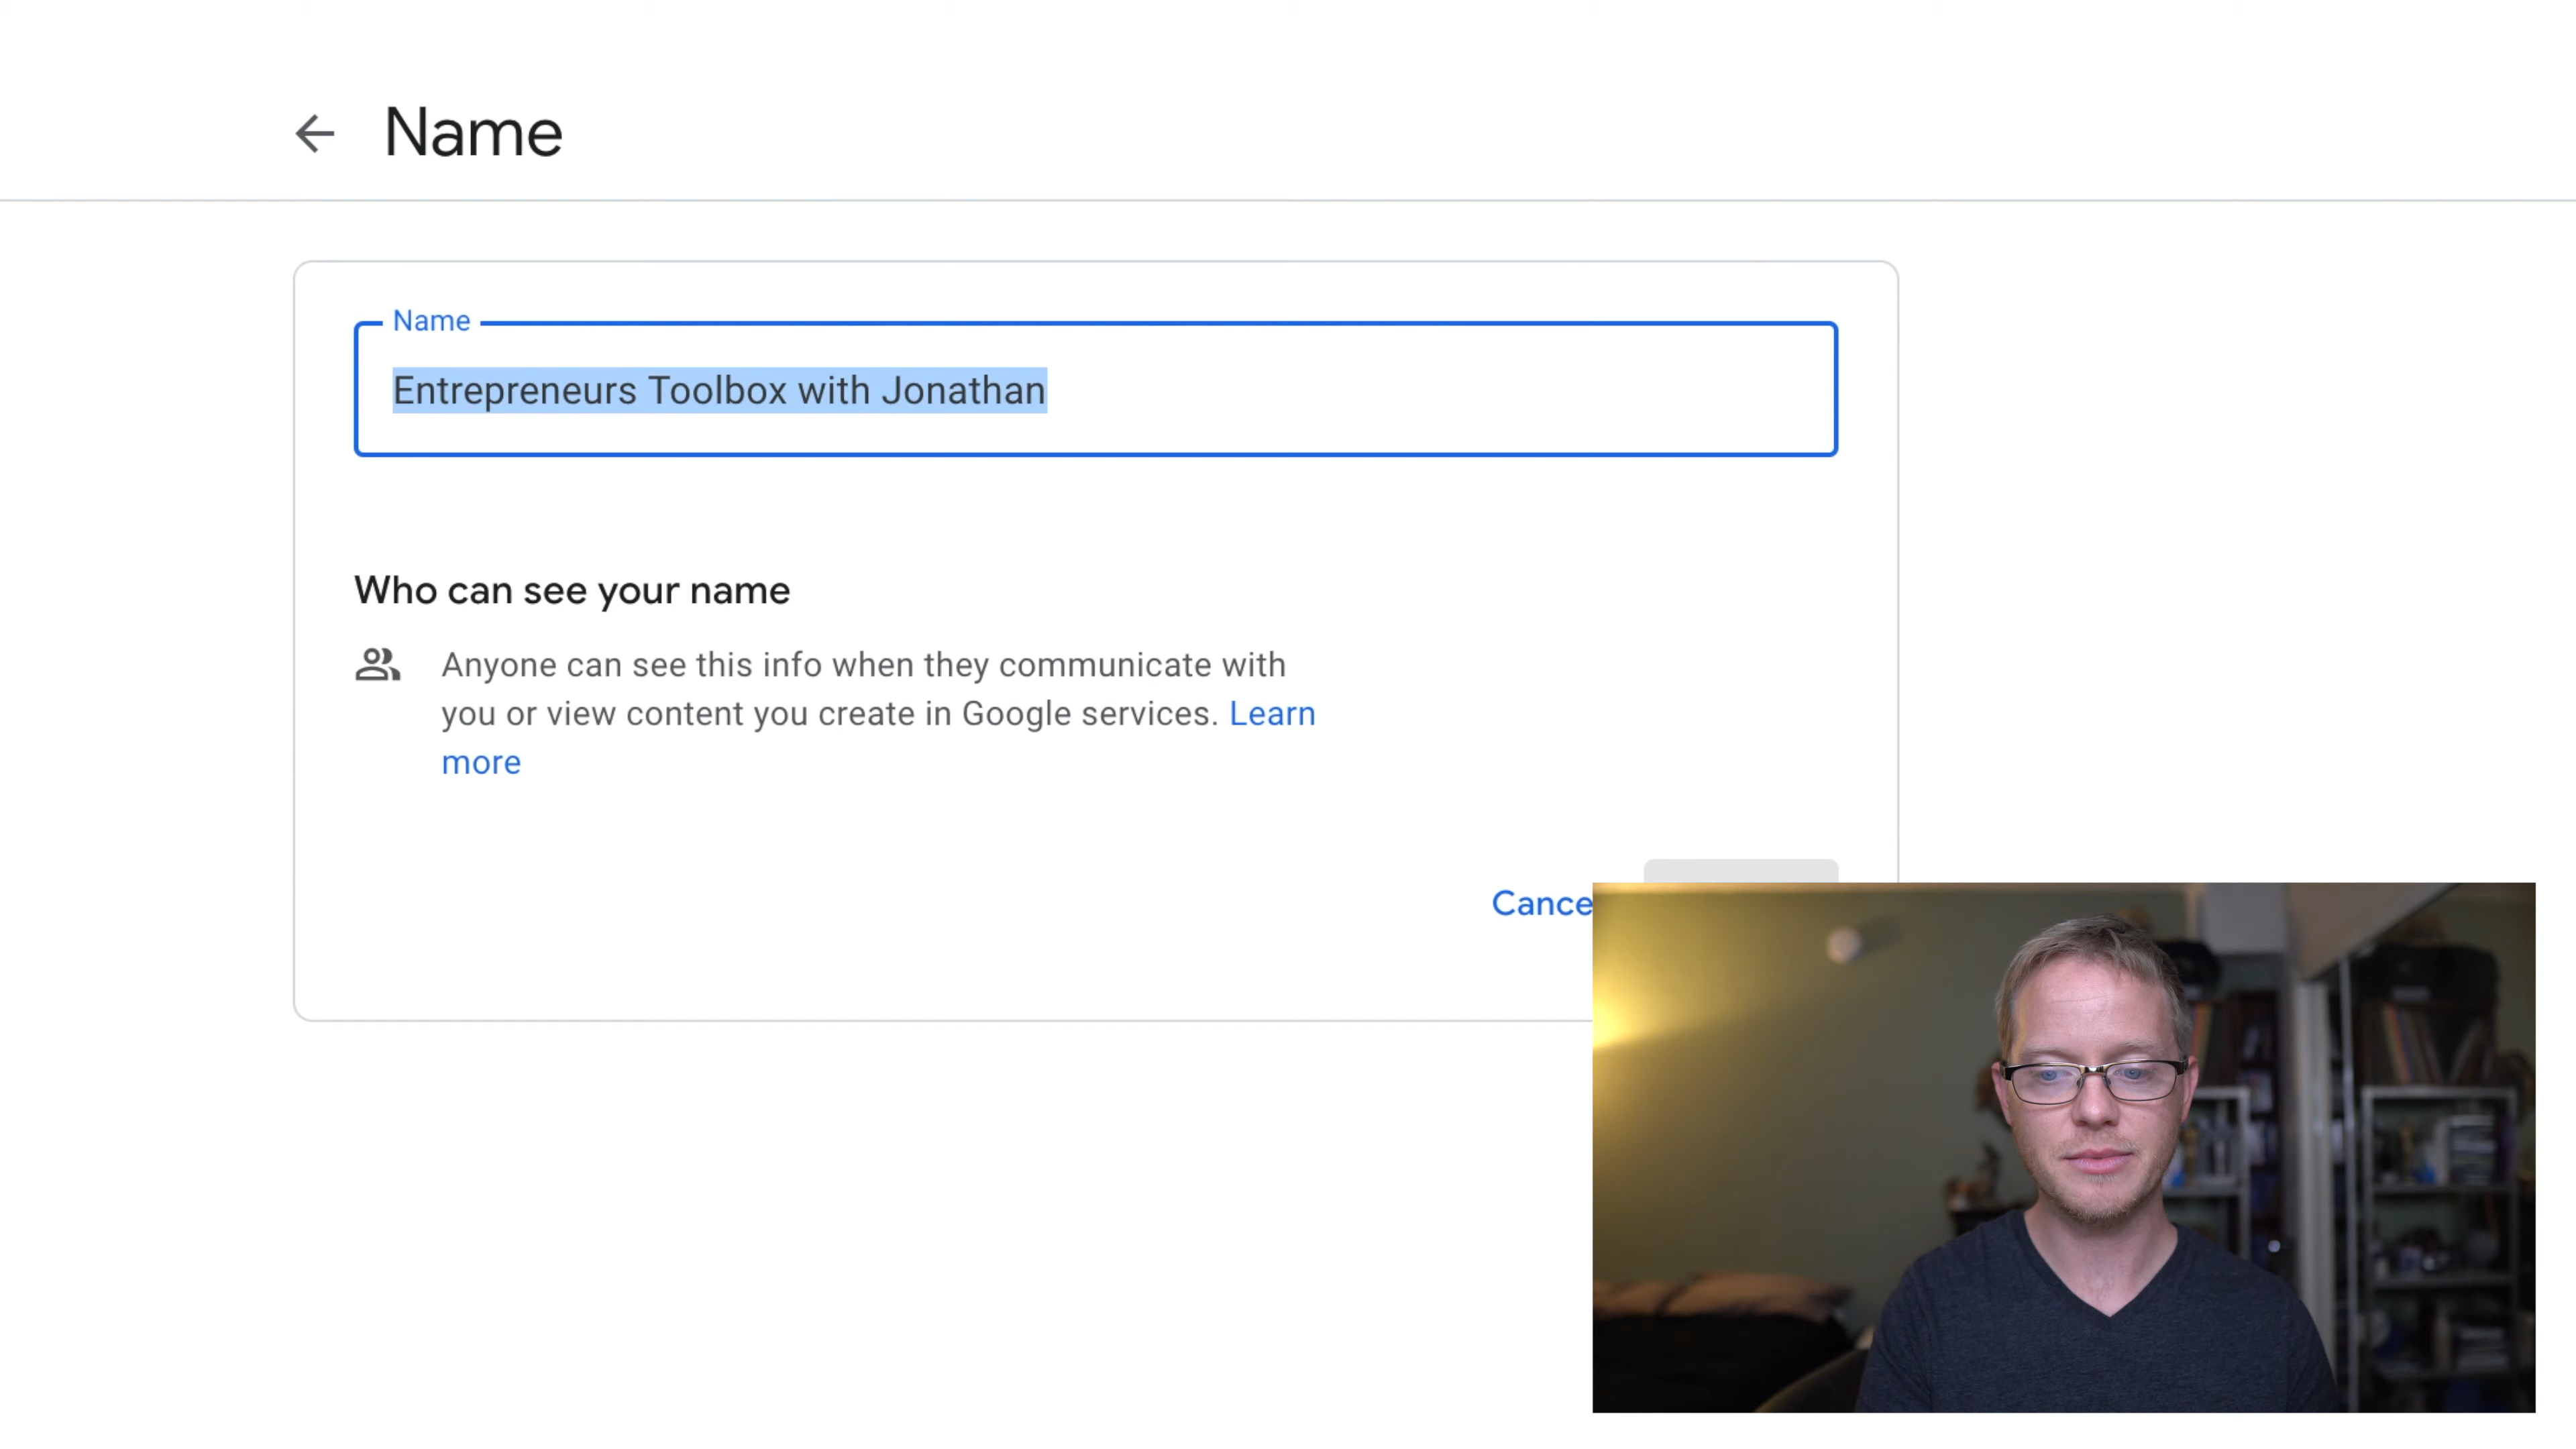 Name
Name
Entrepreneurs Toolbox with Jonathan
Who can see your name
Anyone can see this info when they communicate with
you or view content you create in Google services. Learn
more
Cance